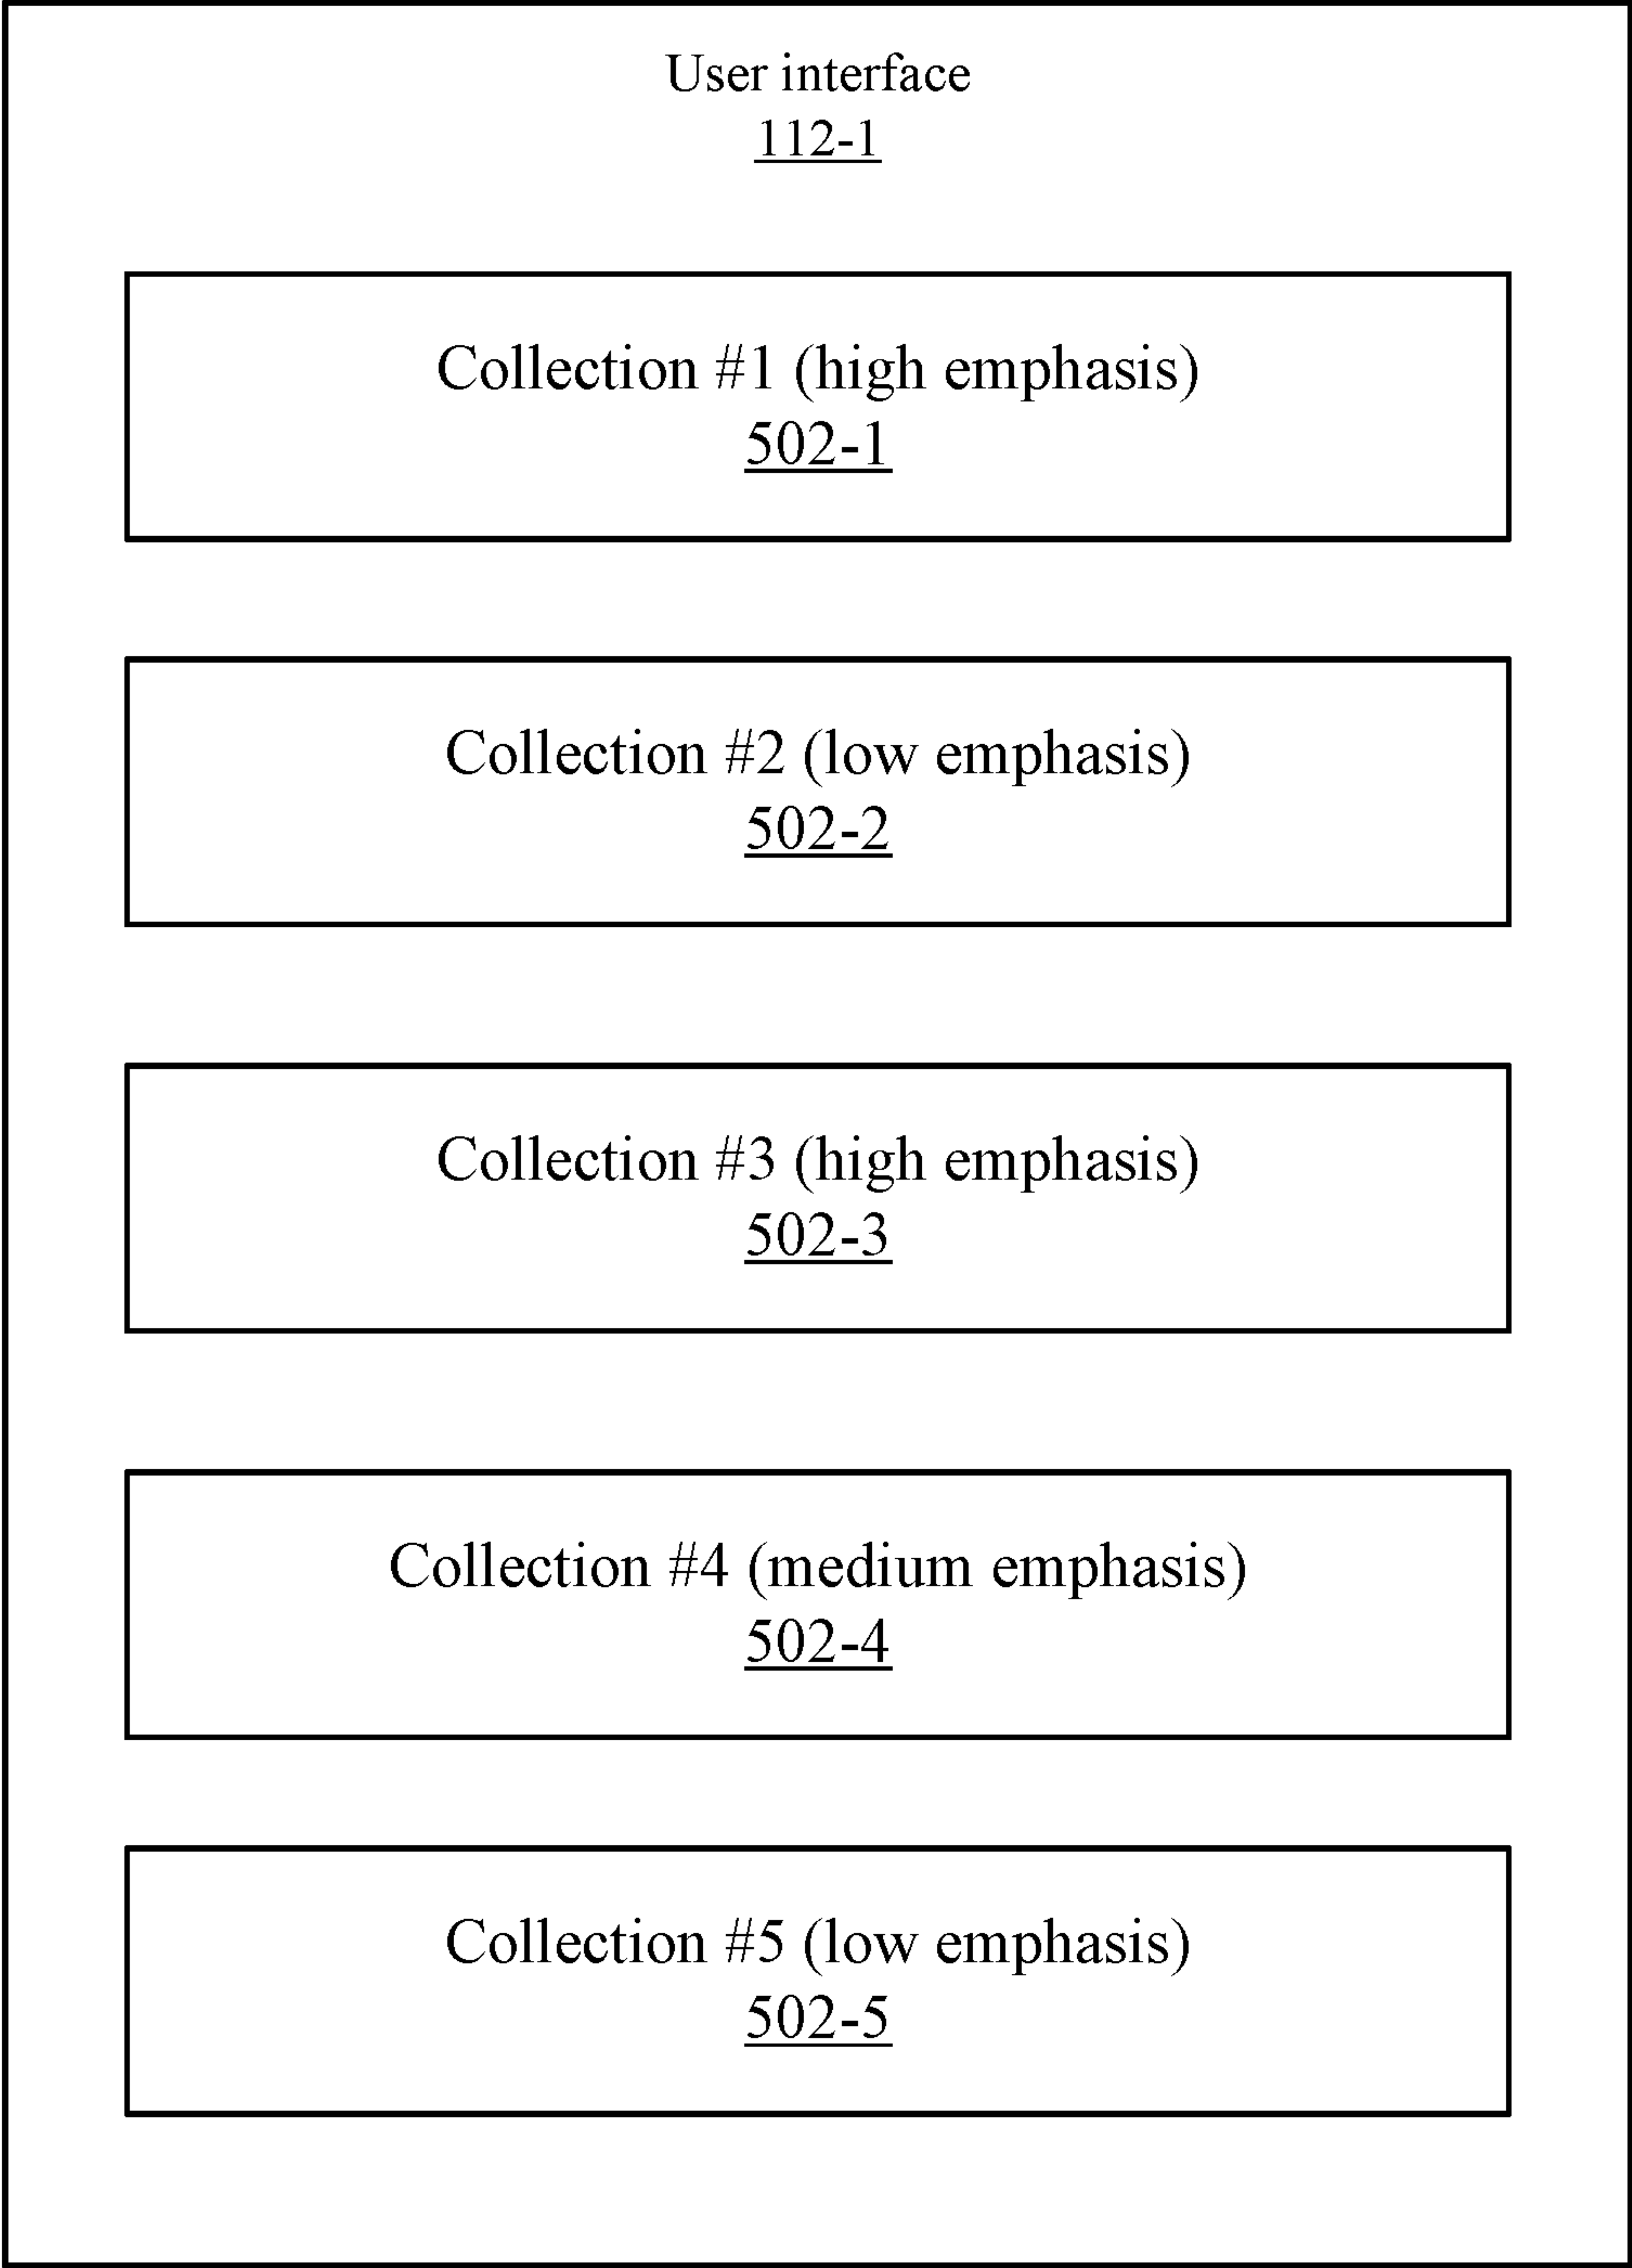 User interface
112-1
Collection #1 (high emphasis)
502-1
Collection #2 (low emphasis)
502-2
Collection #3 (high emphasis)
502-3
Collection #4 (medium emphasis)
502-4
Collection #5 (low emphasis)
502-5